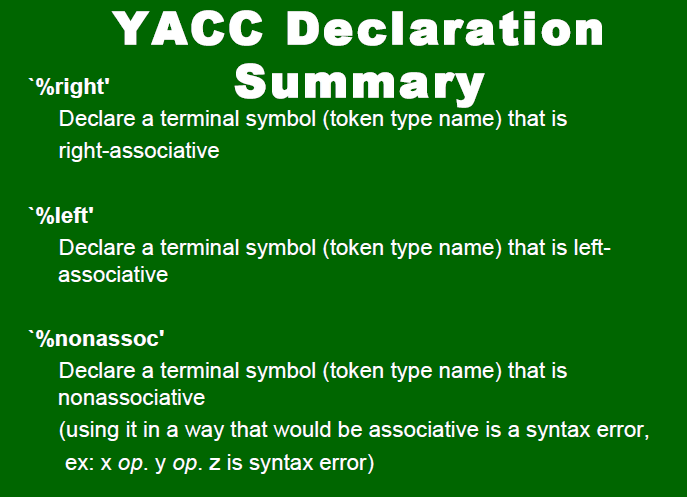 YACC Declaration
Summary
`%right'
Declare a terminal symbol (token type name) that is
right-associative
`%left'
Declare a terminal symbol (token type name) that is left-
associative
`%nonassoc'
Declare a terminal symbol (token type name) that is
nonassociative
(using it in a way that would be associative is a syntax error,
ex: x op. y op. z is syntax error)